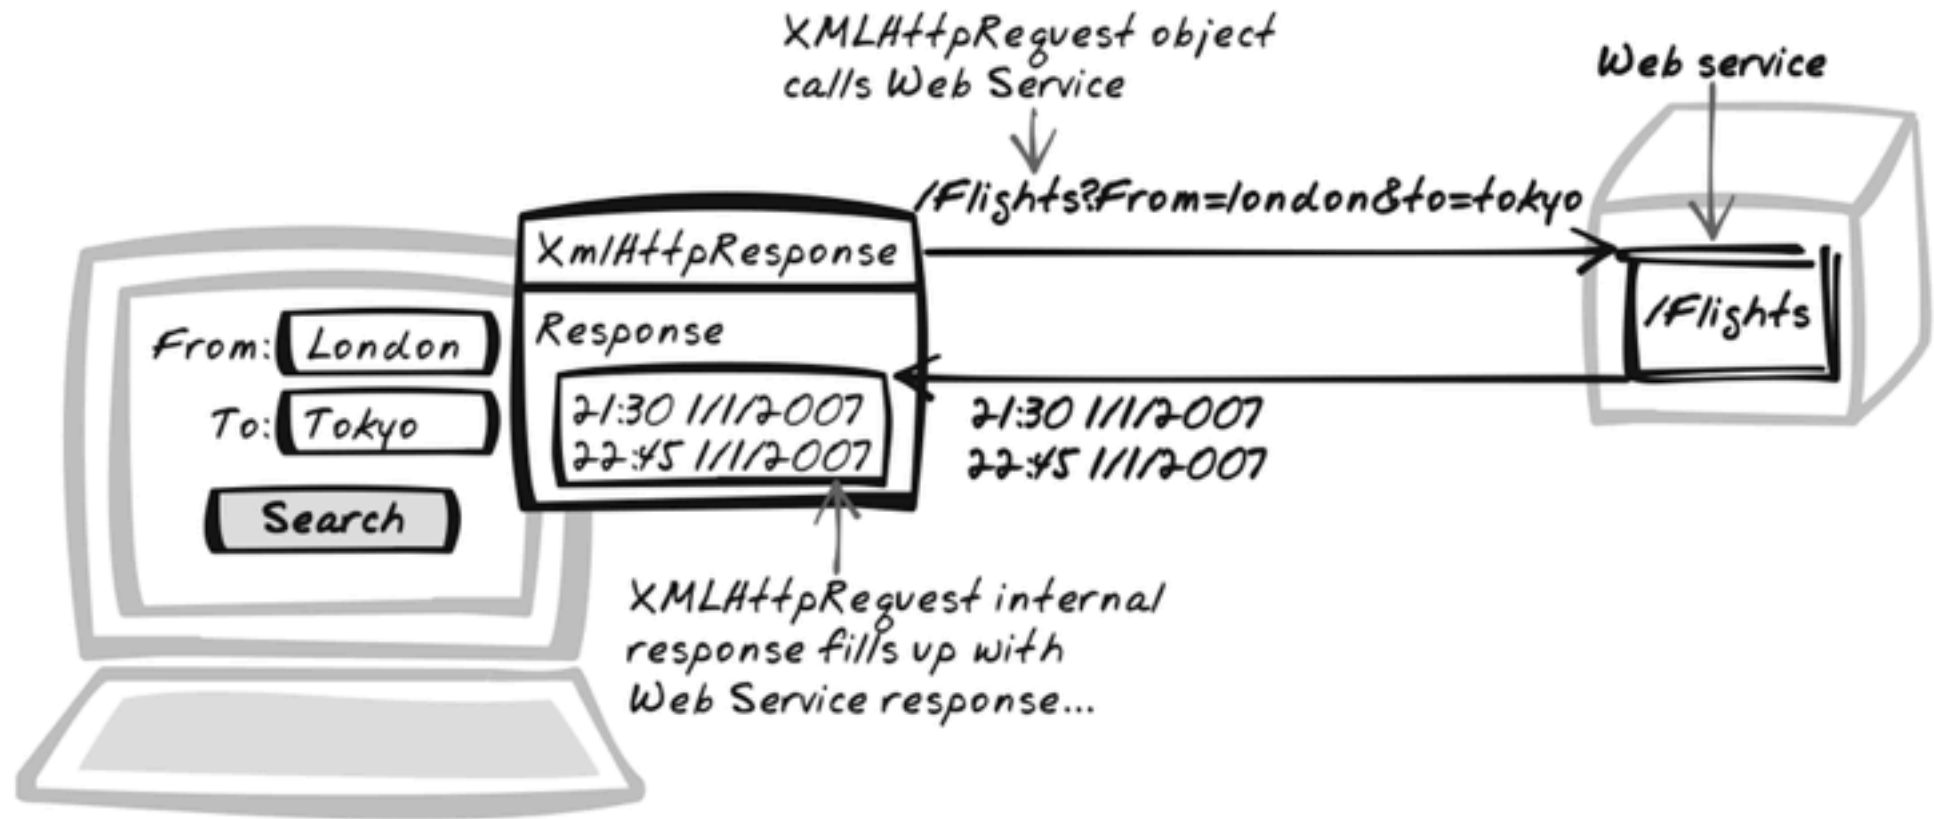 XMLHttpRequest object
calls Web Service
Web service
/Flights?From=london&to=tokyo
XmlHttpResponse
/Flights
Response
From: London
To: Tokyo
Search
21:30 1/1/2007
22:45 1/1/2007
21:30 1/1/2007
22:45 1/1/2007
XMLHttpRequest internal
response fills up with
Web Service response...